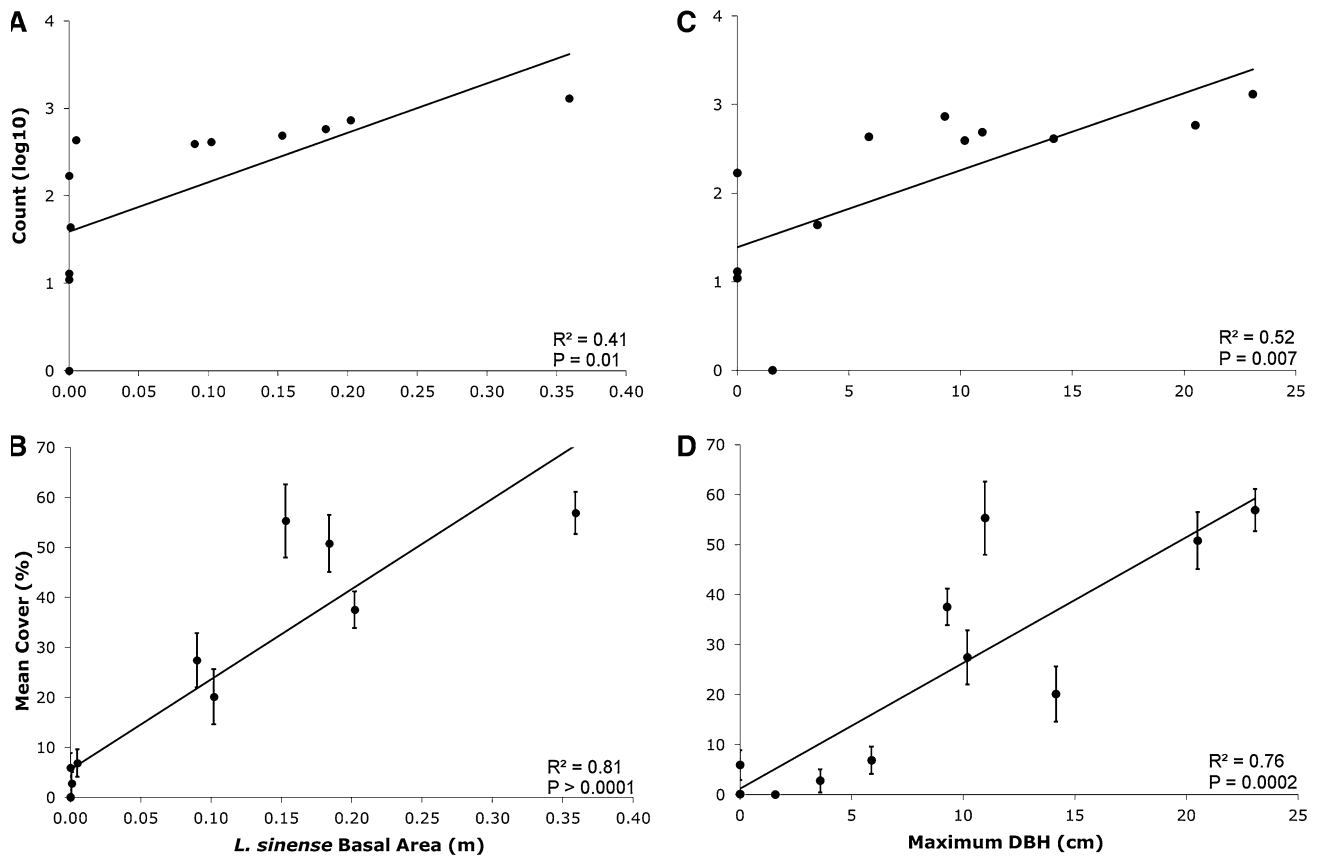 A
4
3
2
1
0
Count (log10)
0.00 0.05 0.10 0.15 0.20 0.25 0.30 0.35 0.40
R² = 0.41
P = 0.01
C
4
3
2
1
0
0 5 10 15 20 25
R² = 0.52
P = 0.007
B
70
60
50
40
30
20
10
0
Mean Cover (%)
0.00 0.05 0.10 0.15 0.20 0.25 0.30 0.35 0.40
R² = 0.81
P > 0.0001
L. sinense Basal Area (m)
D
70
60
50
40
30
20
10
0
0 5 10 15 20 25
R² = 0.76
P = 0.0002
Maximum DBH (cm)